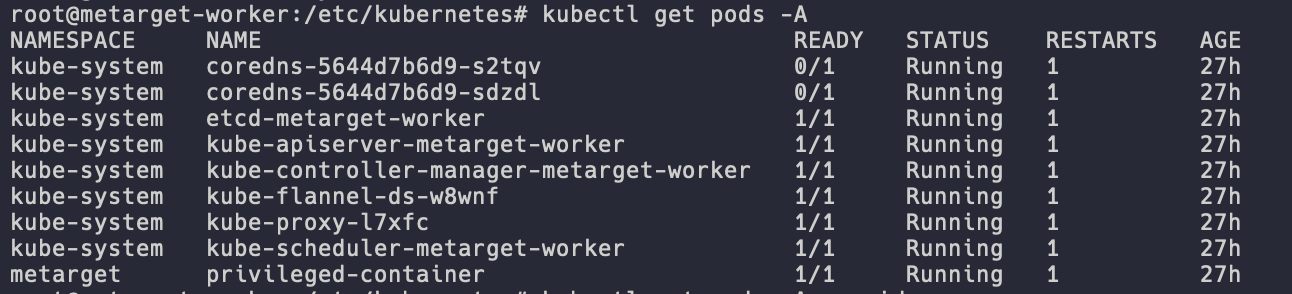 root@metarget-worker:/etc/kubernetes# kubectl get pods -A
NAMESPACE NAME READY STATUS RESTARTS AGE
kube-system coredns-5644d7b6d9-s2tqv 0/1 Running 1 27h
kube-system coredns-5644d7b6d9-sdzdl 0/1 Running 1 27h
kube-system etcd-metarget-worker 1/1 Running 1 27h
kube-system kube-apiserver-metarget-worker 1/1 Running 1 27h
kube-system kube-controller-manager-metarget-worker 1/1 Running 1 27h
kube-system kube-flannel-ds-w8wnf 1/1 Running 1 27h
kube-system kube-proxy-l7xfc 1/1 Running 1 27h
kube-system kube-scheduler-metarget-worker 1/1 Running 1 27h
metarget privileged-container 1/1 Running 1 27h